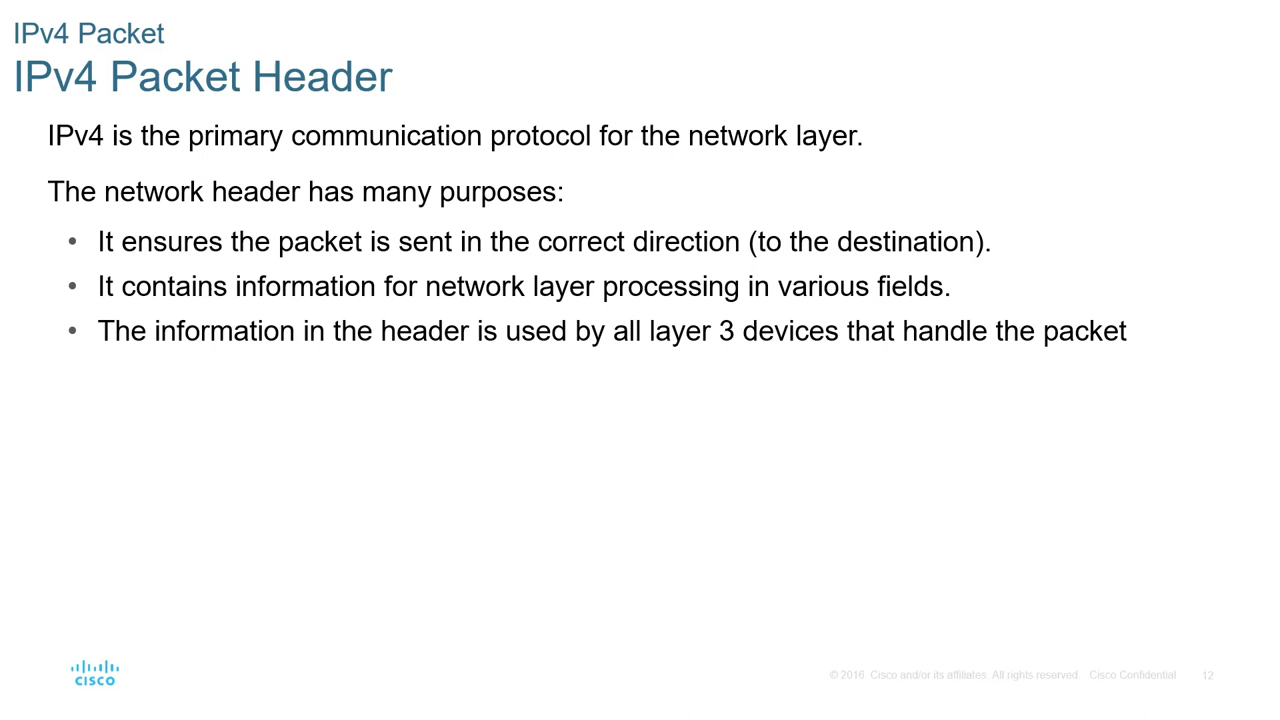 IPv4 Packet
IPv4 Packet Header
IPv4 is the primary communication protocol for the network layer.
The network header has many purposes:
• It ensures the packet is sent in the correct direction (to the destination).
• It contains information for network layer processing in various fields.
• The information in the header is used by all layer 3 devices that handle the packet
CISCO
© 2016 Cisco and/or its affiliates. All rights reserved. Cisco Confidential 12